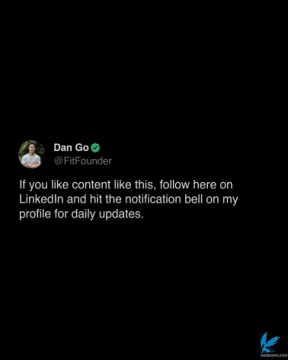 Dan Go
@FitFounder
If you like content like this, follow here on
LinkedIn and hit the notification bell on my
profile for daily updates.